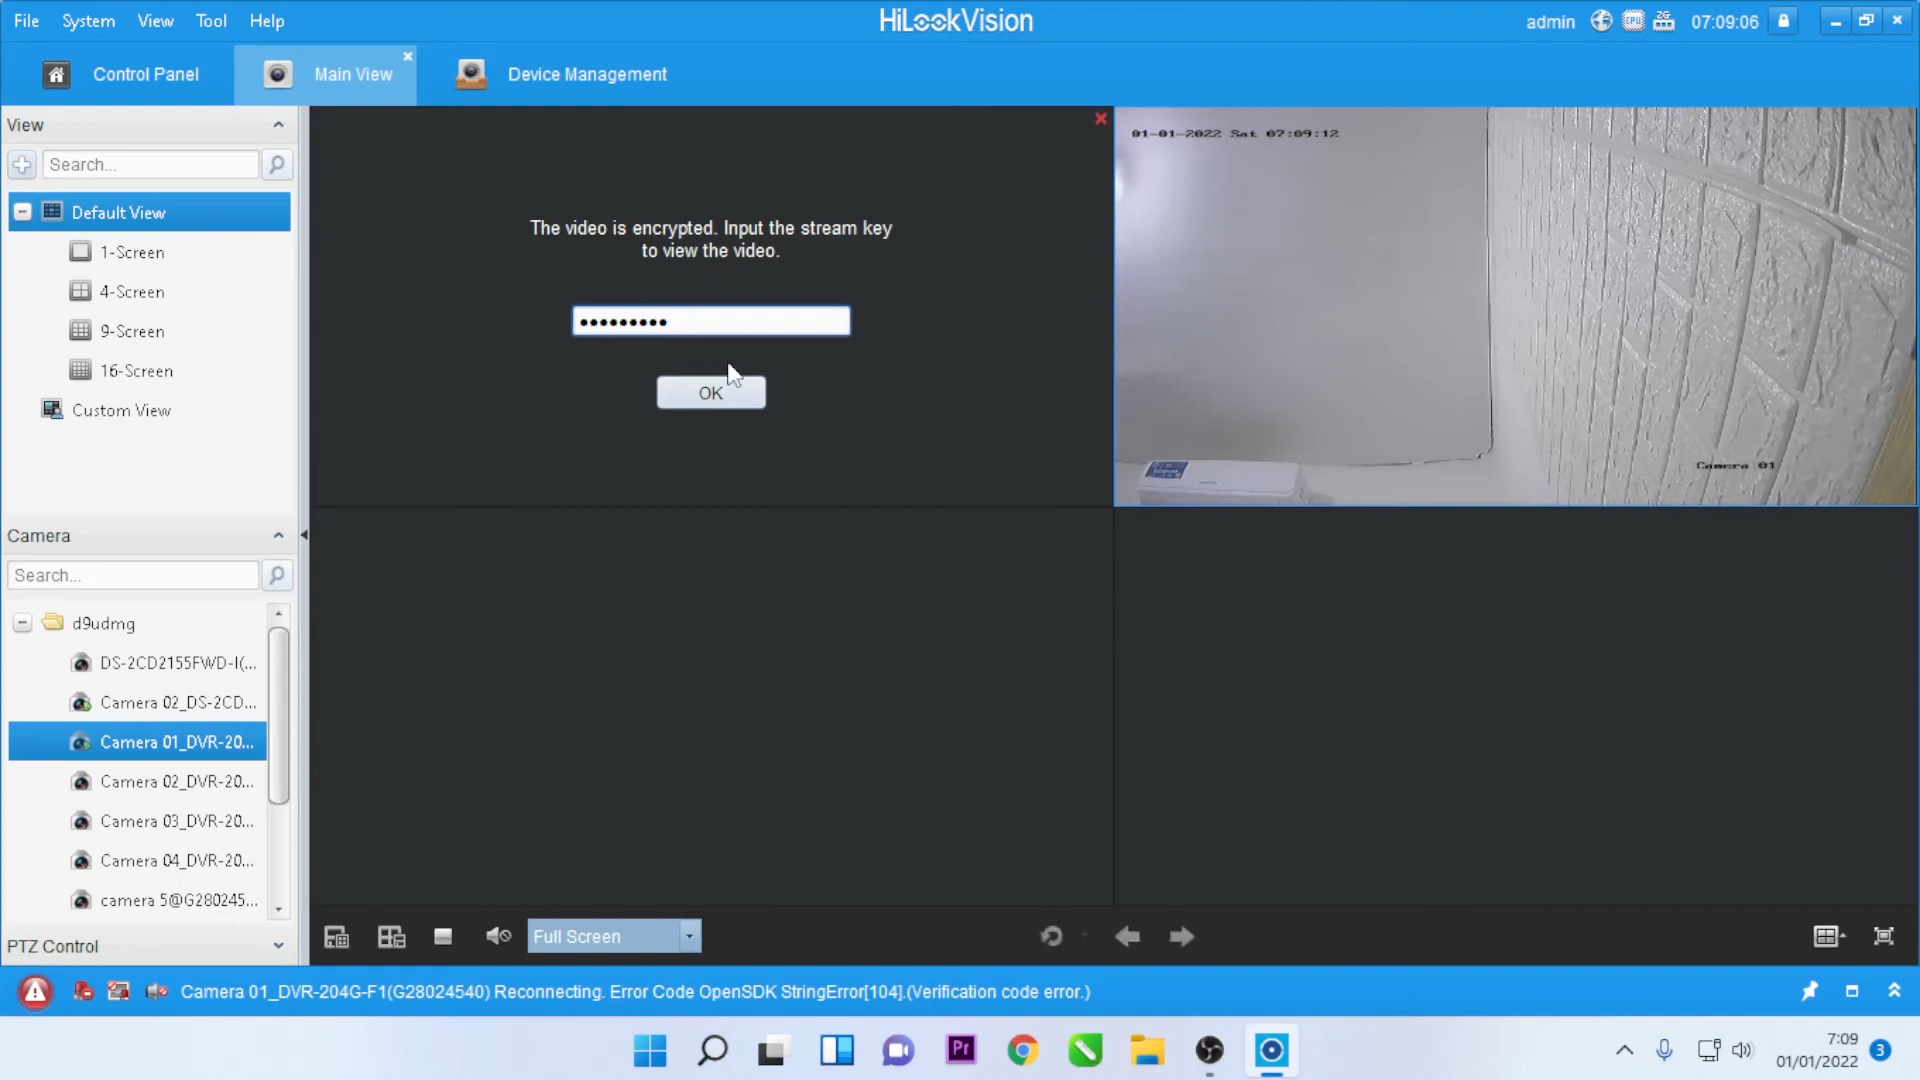 File System View Tool Help
HiLookVision
admin CPU 2G 07:09:06
Control Panel
Main View
Device Management
View
Search...
Default View
1-Screen
4-Screen
9-Screen
16-Screen
Custom View
01-01-2022 Sat 07:09:12
The video is encrypted. Input the stream key
to view the video.
•••••••••
OK
Camera 01
Camera
Search...
d9udmg
DS-2CD2155FWD-I(...
Camera 02_DS-2CD...
Camera 01_DVR-20...
Camera 02_DVR-20...
Camera 03_DVR-20...
Camera 04_DVR-20...
camera 5@G280245...
PTZ Control
Full Screen
Camera 01_DVR-204G-F1(G28024540) Reconnecting. Error Code OpenSDK StringError[104].(Verification code error.)
Pr
7:09
01/01/2022
3